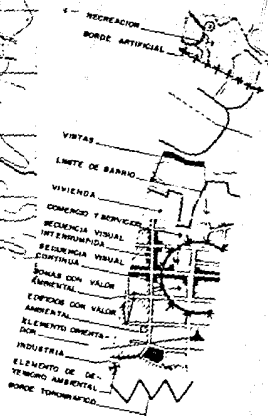 RECREACION
BORDE ARTIFICIAL
VISTAS
LIMITE DE BARRIO
VIVIENDA
COMERCIO Y SERVICIOS
SECUENCIA VISUAL
INTERRUMPIDA
SECUENCIA VISUAL
CONTINUA
ZONAS CON VALOR
AMBIENTAL
EDIFICIOS CON VALOR
AMBIENTAL
ELEMENTO ORIENTA-
DOR
INDUSTRIA
ELEMENTO DE DE-
TERIORO AMBIENTAL
BORDE TOPOGRAFICO